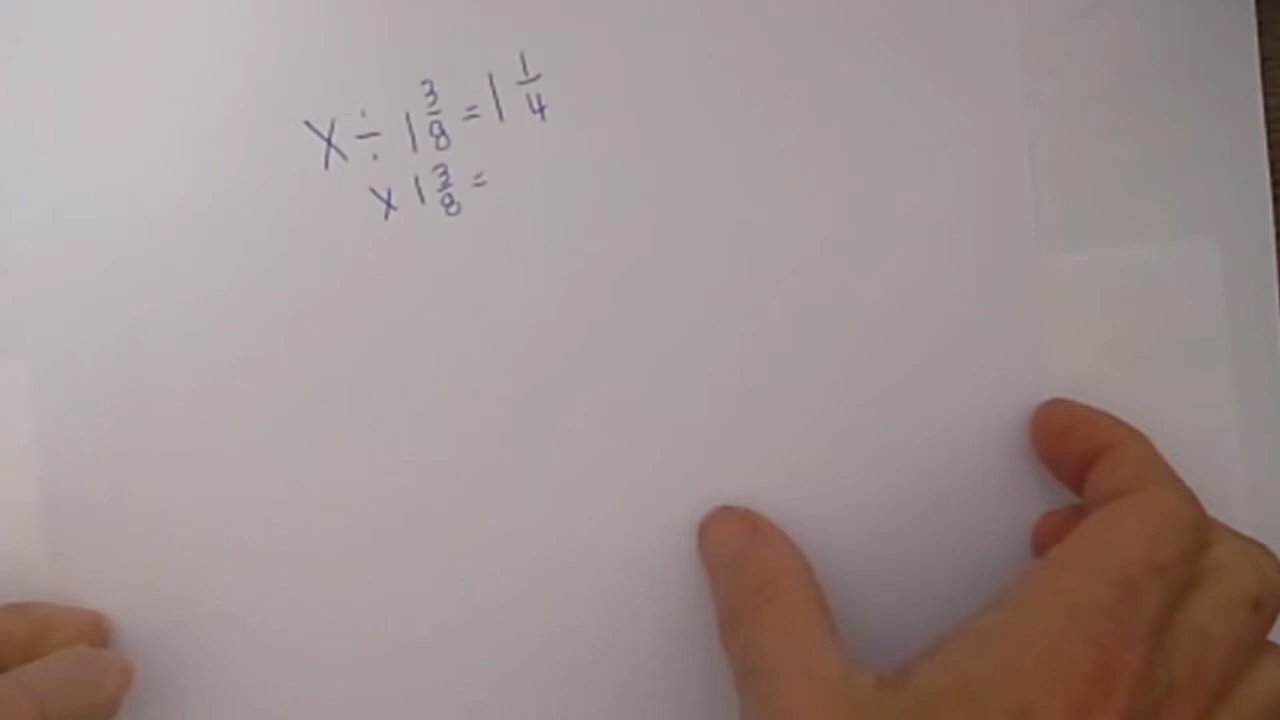 X ÷ 1 3/8 = 1 1/4
x 1 3/8 =